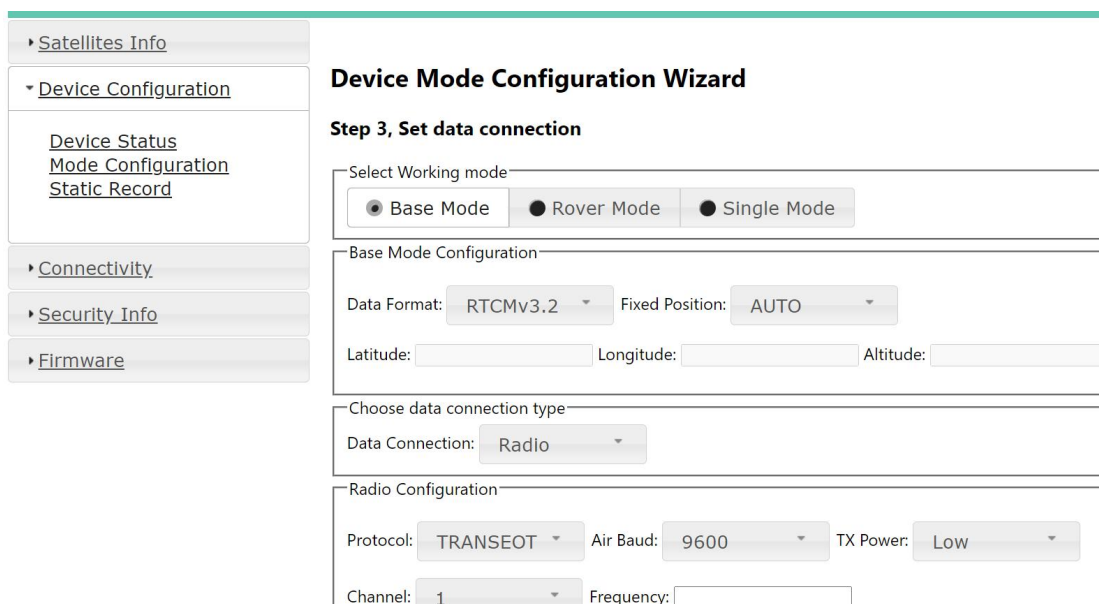 Satellites Info
Device Configuration
Device Status
Mode Configuration
Static Record
Connectivity
Security Info
Firmware
Device Mode Configuration Wizard
Step 3, Set data connection
Select Working mode
Base Mode Rover Mode Single Mode
Base Mode Configuration
Data Format: RTCMv3.2 Fixed Position: AUTO
Latitude: Longitude: Altitude:
Choose data connection type
Data Connection: Radio
Radio Configuration
Protocol: TRANSEOT Air Baud: 9600 TX Power: Low
Channel: 1 Frequency: